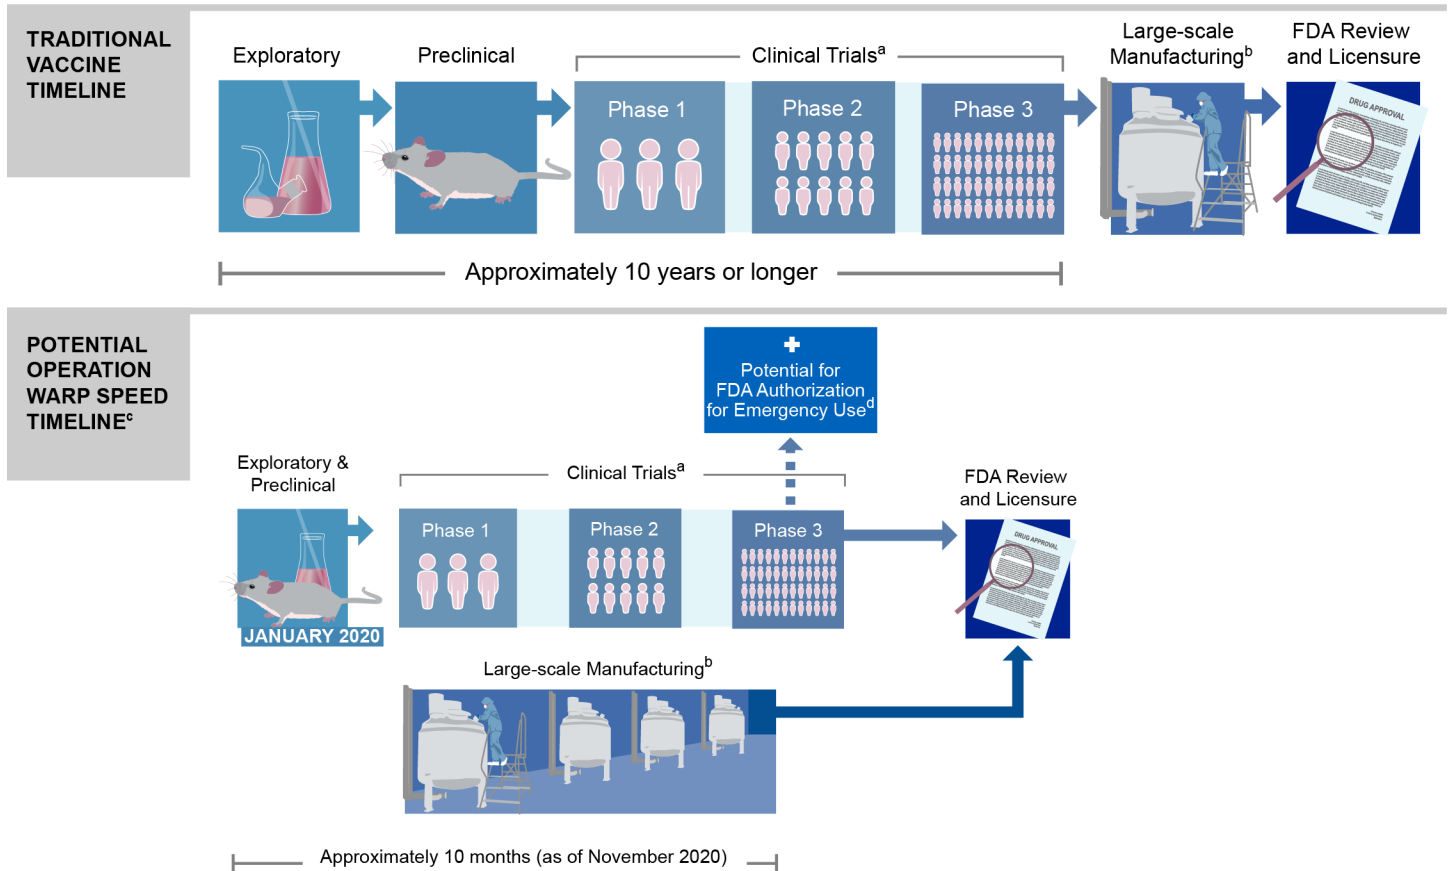 TRADITIONAL
VACCINE
TIMELINE
Exploratory
Preclinical
Clinical Trialsᵃ
Phase 1
Phase 2
Phase 3
Large-scale
Manufacturingᵇ
FDA Review
and Licensure
DRUG APPROVAL
Approximately 10 years or longer
POTENTIAL
OPERATION
WARP SPEED
TIMELINEᶜ
Potential for
FDA Authorization
for Emergency Useᵈ
Exploratory &
Preclinical
JANUARY 2020
Clinical Trialsᵃ
Phase 1
Phase 2
Phase 3
FDA Review
and Licensure
DRUG APPROVAL
Large-scale Manufacturingᵇ
Approximately 10 months (as of November 2020)